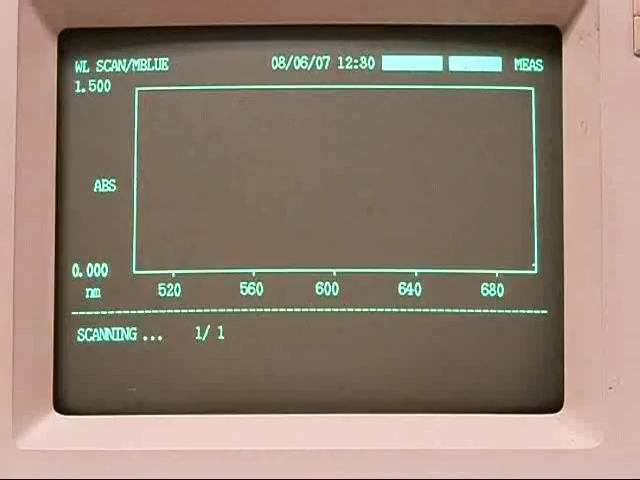 WL SCAN/MBLUE 08/06/07 12:30 MEAS
1.500
ABS
0.000
nm 520 560 600 640 680
SCANNING ... 1/ 1